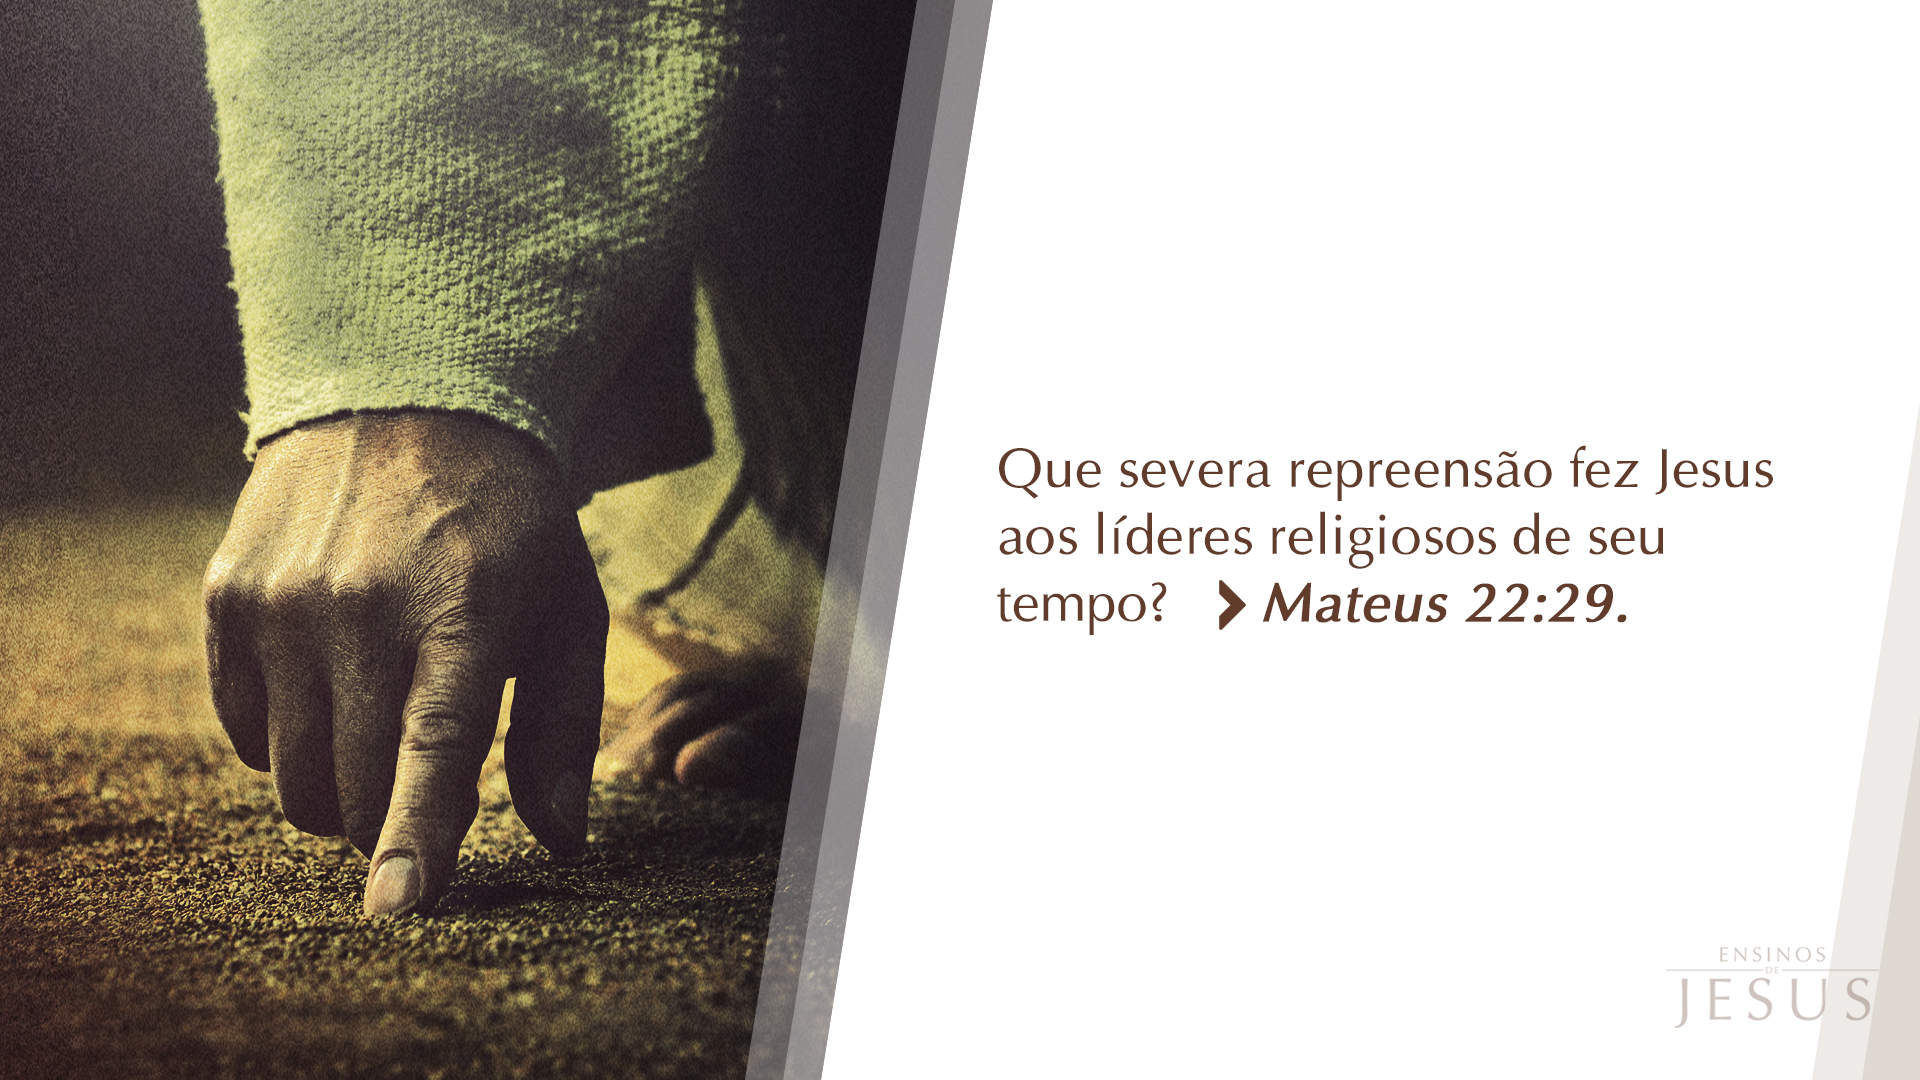 Que severa repreensão fez Jesus
aos líderes religiosos de seu
tempo? Mateus 22:29.
ENSINOS
DE
JESUS